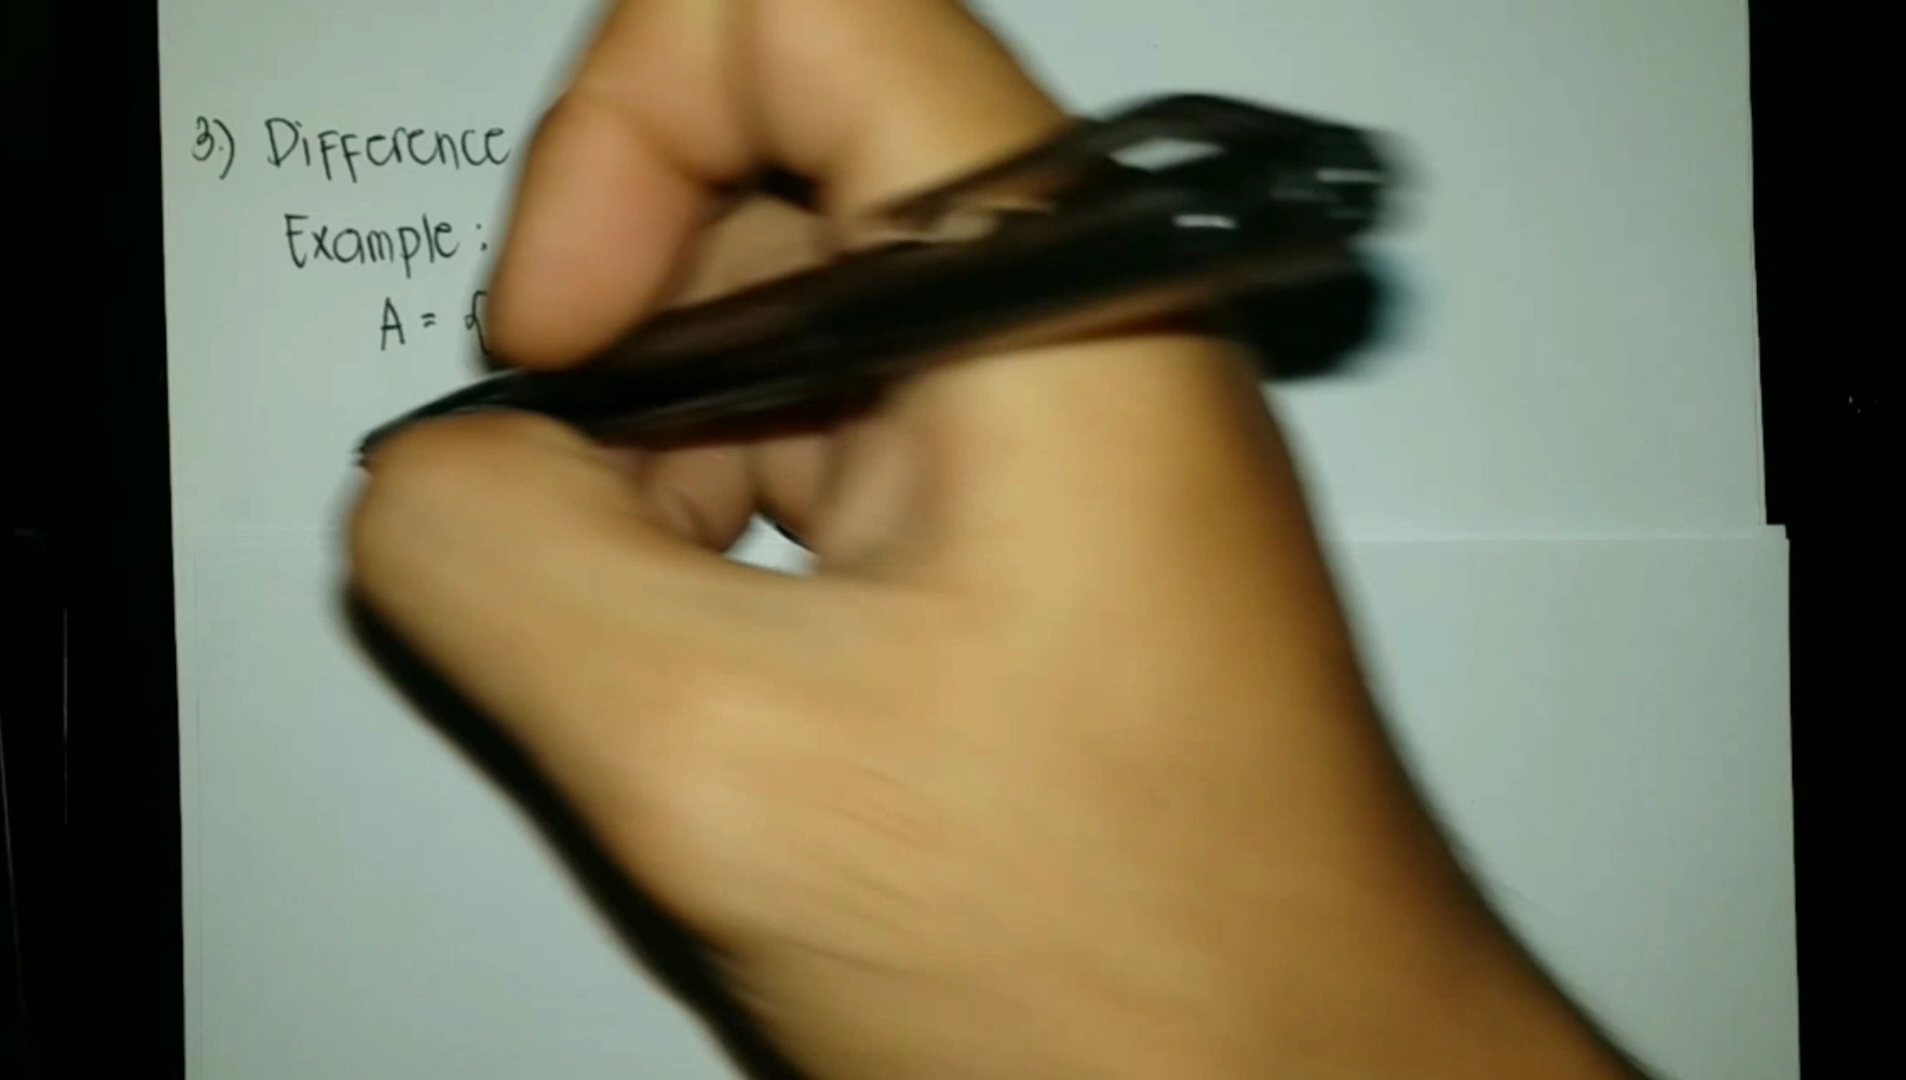 3.) Difference
Example :
A = {